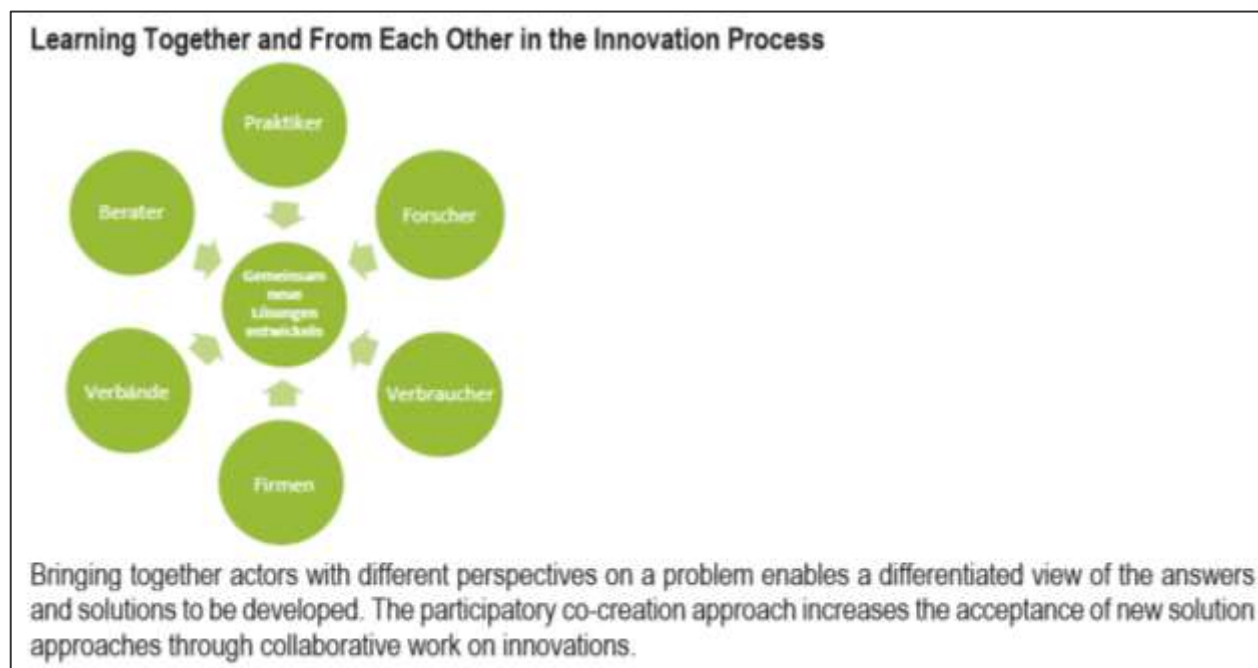 Learning Together and From Each Other in the Innovation Process
Praktiker
Berater
Forscher
Gemeinsam
neue
Lösungen
entwickeln
Verbände
Verbraucher
Firmen
Bringing together actors with different perspectives on a problem enables a differentiated view of the answers
and solutions to be developed. The participatory co-creation approach increases the acceptance of new solution
approaches through collaborative work on innovations.